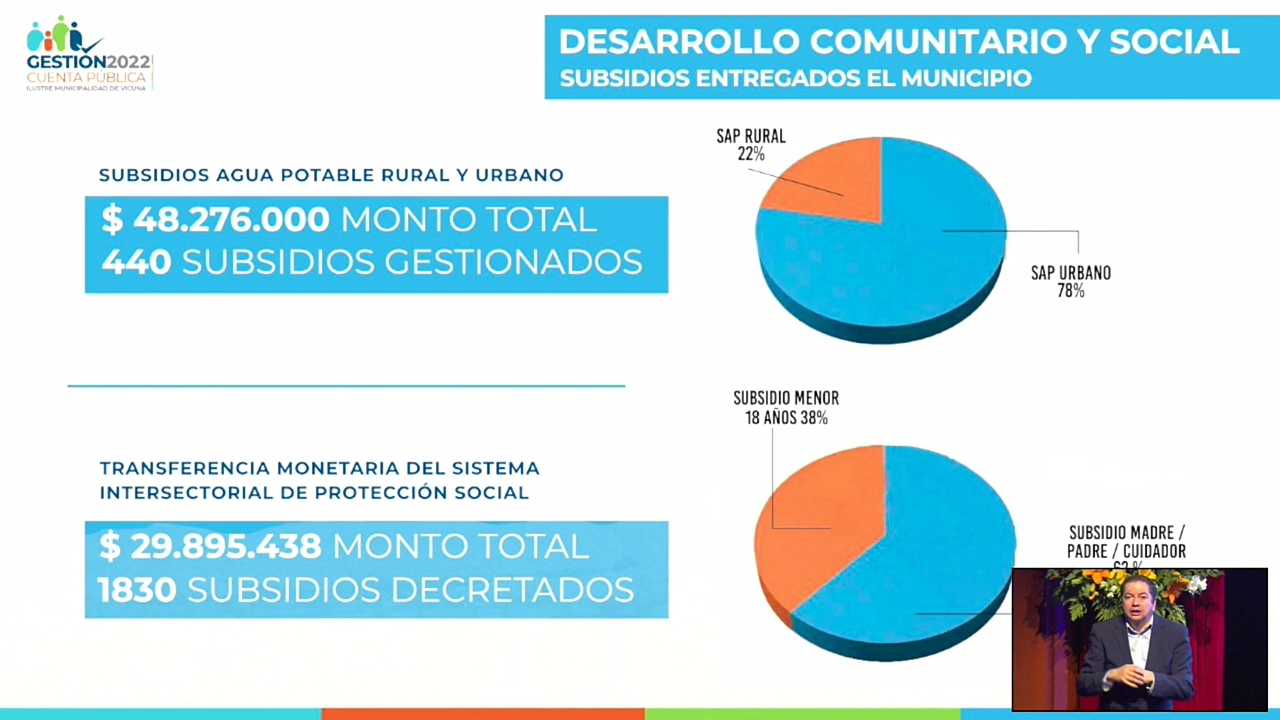 GESTIÓN2022
CUENTA PÚBLICA
ILUSTRE MUNICIPALIDAD DE VICUÑA
DESARROLLO COMUNITARIO Y SOCIAL
SUBSIDIOS ENTREGADOS EL MUNICIPIO
SUBSIDIOS AGUA POTABLE RURAL Y URBANO
$ 48.276.000 MONTO TOTAL
440 SUBSIDIOS GESTIONADOS
SAP RURAL
22%
SAP URBANO
78%
TRANSFERENCIA MONETARIA DEL SISTEMA
INTERSECTORIAL DE PROTECCIÓN SOCIAL
$ 29.895.438 MONTO TOTAL
1830 SUBSIDIOS DECRETADOS
SUBSIDIO MENOR
18 AÑOS 38%
SUBSIDIO MADRE /
PADRE / CUIDADOR